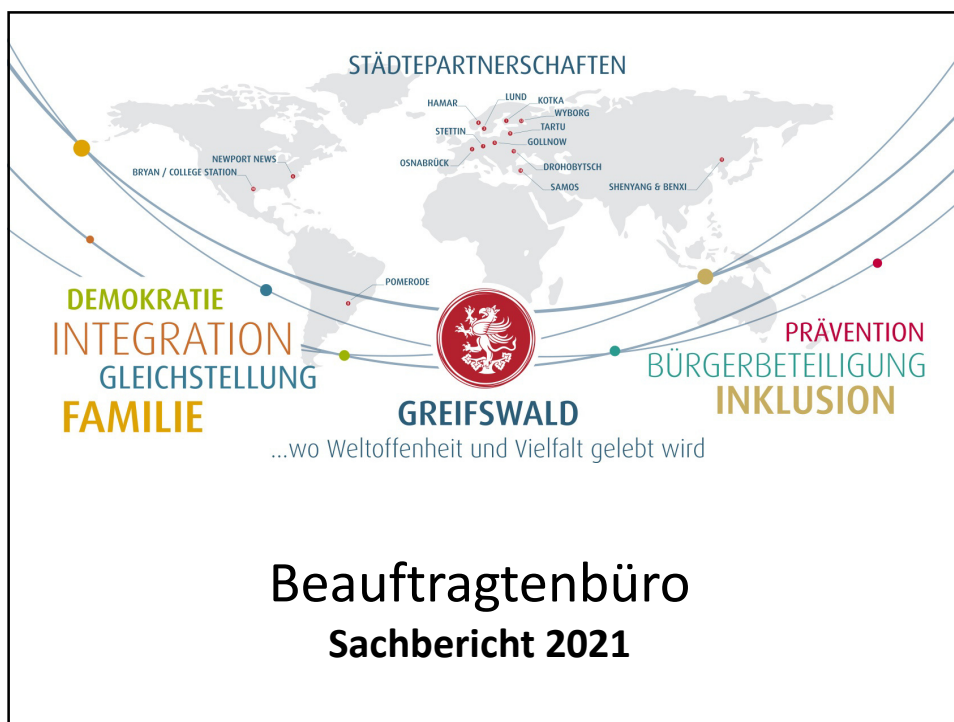 STÄDTEPARTNERSCHAFTEN
LUND
HAMAR
KOTKA
WYBORG
STETTIN
TARTU
GOLLNOW
NEWPORT NEWS
OSNABRÜCK
DROHOBYTSCH
BRYAN / COLLEGE STATION
SAMOS
SHENYANG & BENXI
POMERODE
DEMOKRATIE
INTEGRATION
GLEICHSTELLUNG
FAMILIE
PRÄVENTION
BÜRGERBETEILIGUNG
INKLUSION
GREIFSWALD
...wo Weltoffenheit und Vielfalt gelebt wird
Beauftragtenbüro
Sachbericht 2021